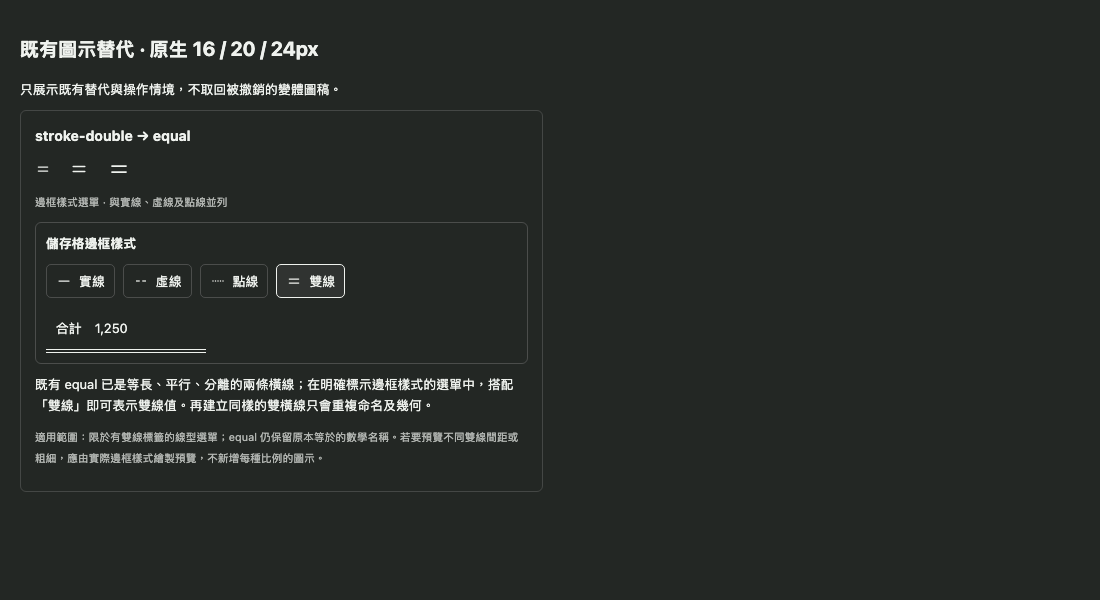 既有圖示替代 · 原生 16 / 20 / 24px
只展示既有替代與操作情境，不取回被撤銷的變體圖稿。
stroke-double → equal
邊框樣式選單 · 與實線、虛線及點線並列
儲存格邊框樣式
實線 虛線 點線 雙線
合計 1,250
既有 equal 已是等長、平行、分離的兩條橫線；在明確標示邊框樣式的選單中，搭配
「雙線」即可表示雙線值。再建立同樣的雙橫線只會重複命名及幾何。
適用範圍：限於有雙線標籤的線型選單；equal 仍保留原本等於的數學名稱。若要預覽不同雙線間距或
粗細，應由實際邊框樣式繪製預覽，不新增每種比例的圖示。